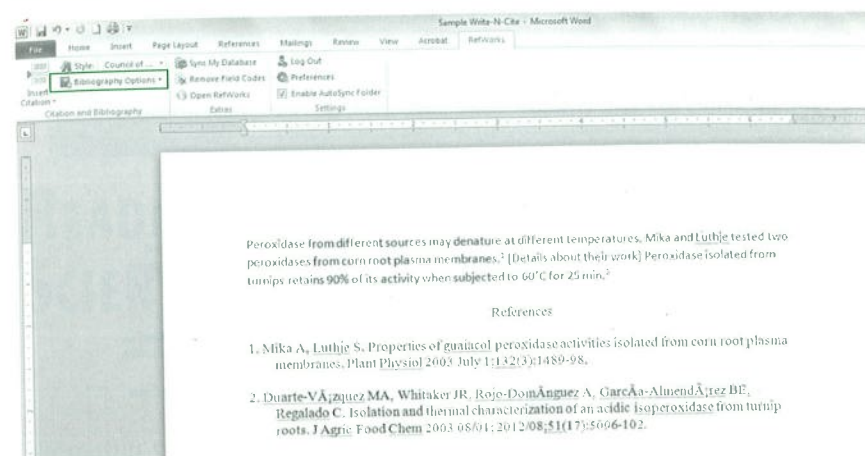 Sample Write-N-Cite - Microsoft Word
File Home Insert Page Layout References Mailings Review View Acrobat RefWorks
Style: Council of ... Sync My Database Log Out
Bibliography Options Remove Field Codes Preferences
Insert Citation Open RefWorks Enable AutoSync Folder
Citation and Bibliography Extras Settings
Peroxidase from different sources may denature at different temperatures. Mika and Luthje tested two
peroxidases from corn root plasma membranes.¹ [Details about their work] Peroxidase isolated from
turnips retains 90% of its activity when subjected to 60°C for 25 min.²
References
1. Mika A, Luthje S. Properties of guaiacol peroxidase activities isolated from corn root plasma
membranes. Plant Physiol 2003 July 1;132(3):1489-98.
2. Duarte-VÃ¡zquez MA, Whitaker JR, Rojo-DomÃnguez A, GarcÃa-AlmendÃ¡rez BE,
Regalado C. Isolation and thermal characterization of an acidic isoperoxidase from turnip
roots. J Agric Food Chem 2003 08/01; 2012/08;51(17):5096-102.